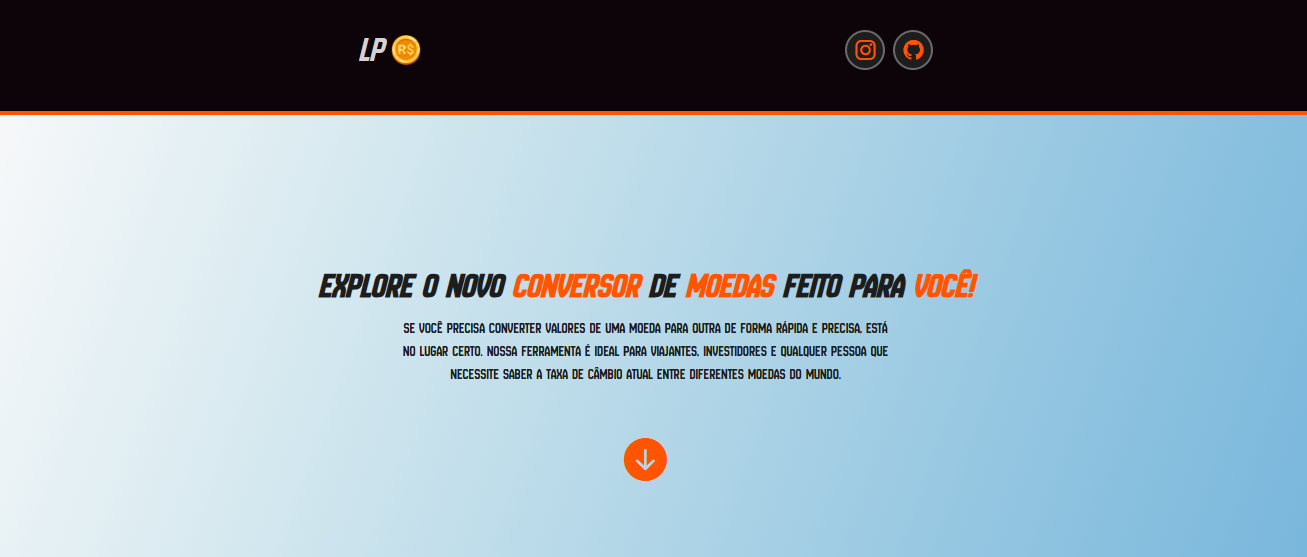 LP R$
EXPLORE O NOVO CONVERSOR DE MOEDAS FEITO PARA VOCÊ!
SE VOCÊ PRECISA CONVERTER VALORES DE UMA MOEDA PARA OUTRA DE FORMA RÁPIDA E PRECISA, ESTÁ
NO LUGAR CERTO. NOSSA FERRAMENTA É IDEAL PARA VIAJANTES, INVESTIDORES E QUALQUER PESSOA QUE
NECESSITE SABER A TAXA DE CÂMBIO ATUAL ENTRE DIFERENTES MOEDAS DO MUNDO.